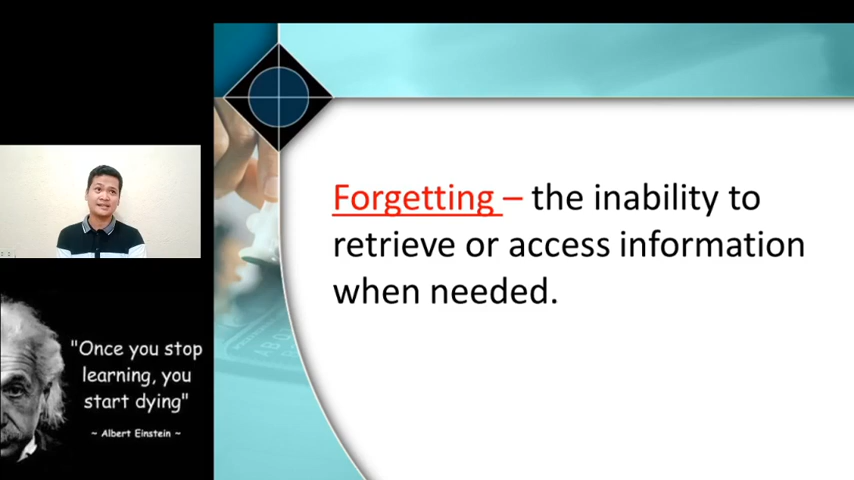 Forgetting – the inability to
retrieve or access information
when needed.
"Once you stop
learning, you
start dying"
~ Albert Einstein ~